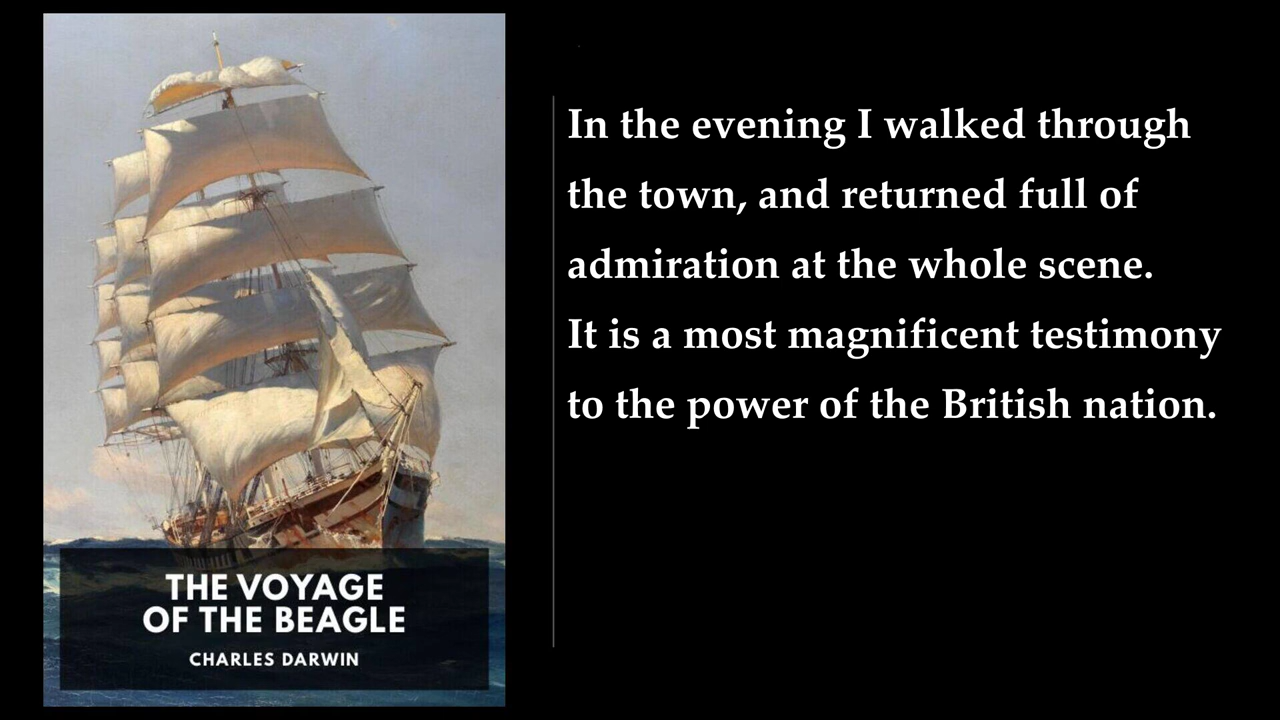 THE VOYAGE
OF THE BEAGLE
CHARLES DARWIN
In the evening I walked through
the town, and returned full of
admiration at the whole scene.
It is a most magnificent testimony
to the power of the British nation.